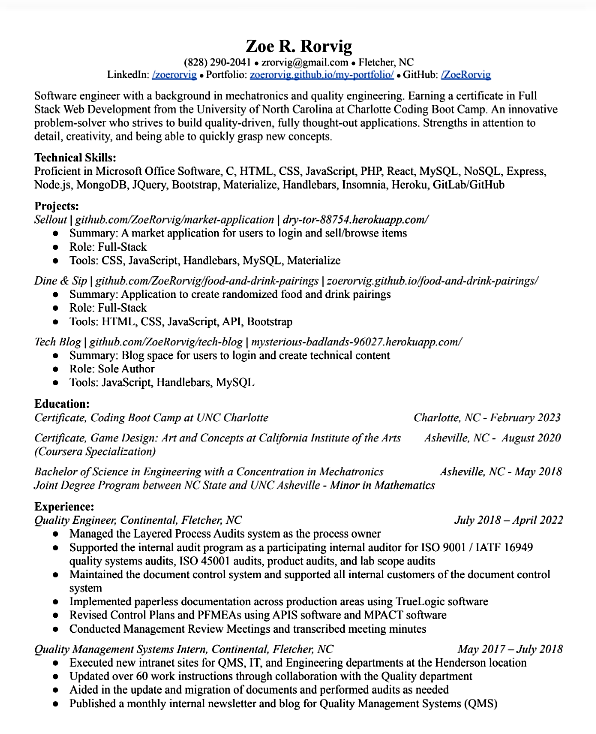 Zoe R. Rorvig
(828) 290-2041 • zrorvig@gmail.com • Fletcher, NC
LinkedIn: /zoerorvig • Portfolio: zoerorvig.github.io/my-portfolio/ • GitHub: /ZoeRorvig
Software engineer with a background in mechatronics and quality engineering. Earning a certificate in Full
Stack Web Development from the University of North Carolina at Charlotte Coding Boot Camp. An innovative
problem-solver who strives to build quality-driven, fully thought-out applications. Strengths in attention to
detail, creativity, and being able to quickly grasp new concepts.
Technical Skills:
Proficient in Microsoft Office Software, C, HTML, CSS, JavaScript, PHP, React, MySQL, NoSQL, Express,
Node.js, MongoDB, JQuery, Bootstrap, Materialize, Handlebars, Insomnia, Heroku, GitLab/GitHub
Projects:
Sellout | github.com/ZoeRorvig/market-application | dry-tor-88754.herokuapp.com/
● Summary: A market application for users to login and sell/browse items
● Role: Full-Stack
● Tools: CSS, JavaScript, Handlebars, MySQL, Materialize
Dine & Sip | github.com/ZoeRorvig/food-and-drink-pairings | zoerorvig.github.io/food-and-drink-pairings/
● Summary: Application to create randomized food and drink pairings
● Role: Full-Stack
● Tools: HTML, CSS, JavaScript, API, Bootstrap
Tech Blog | github.com/ZoeRorvig/tech-blog | mysterious-badlands-96027.herokuapp.com/
● Summary: Blog space for users to login and create technical content
● Role: Sole Author
● Tools: JavaScript, Handlebars, MySQL
Education:
Certificate, Coding Boot Camp at UNC Charlotte Charlotte, NC - February 2023
Certificate, Game Design: Art and Concepts at California Institute of the Arts Asheville, NC - August 2020
(Coursera Specialization)
Bachelor of Science in Engineering with a Concentration in Mechatronics Asheville, NC - May 2018
Joint Degree Program between NC State and UNC Asheville - Minor in Mathematics
Experience:
Quality Engineer, Continental, Fletcher, NC July 2018 – April 2022
● Managed the Layered Process Audits system as the process owner
● Supported the internal audit program as a participating internal auditor for ISO 9001 / IATF 16949
quality systems audits, ISO 45001 audits, product audits, and lab scope audits
● Maintained the document control system and supported all internal customers of the document control
system
● Implemented paperless documentation across production areas using TrueLogic software
● Revised Control Plans and PFMEAs using APIS software and MPACT software
● Conducted Management Review Meetings and transcribed meeting minutes
Quality Management Systems Intern, Continental, Fletcher, NC May 2017 – July 2018
● Executed new intranet sites for QMS, IT, and Engineering departments at the Henderson location
● Updated over 60 work instructions through collaboration with the Quality department
● Aided in the update and migration of documents and performed audits as needed
● Published a monthly internal newsletter and blog for Quality Management Systems (QMS)